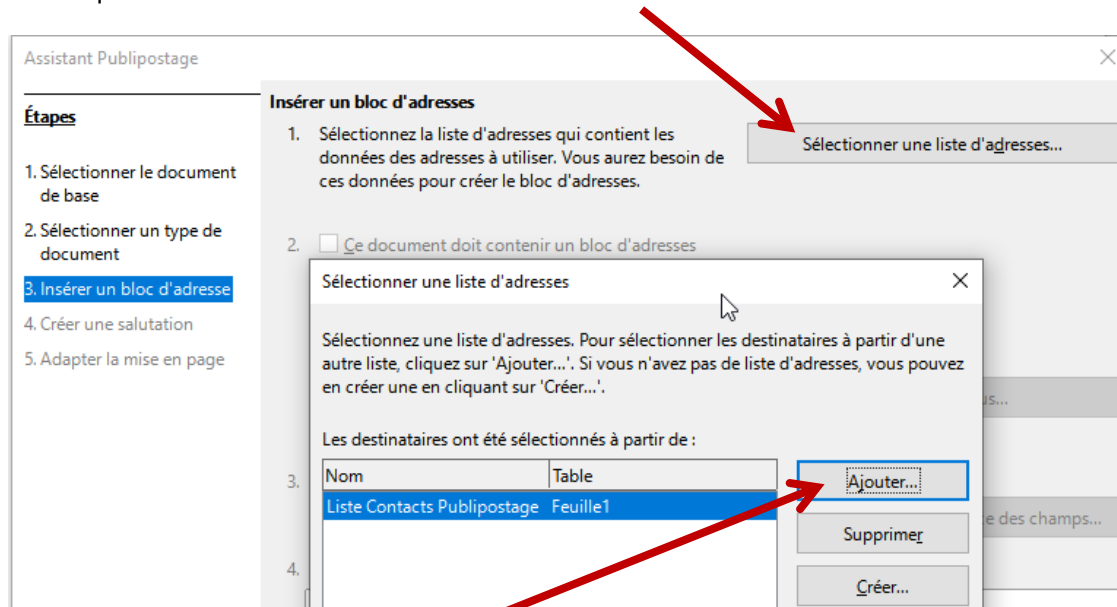 Assistant Publipostage
Étapes
1. Sélectionner le document
de base
2. Sélectionner un type de
document
3. Insérer un bloc d'adresse
4. Créer une salutation
5. Adapter la mise en page
Insérer un bloc d'adresses
1. Sélectionnez la liste d'adresses qui contient les
données des adresses à utiliser. Vous aurez besoin de
ces données pour créer le bloc d'adresses.
Sélectionner une liste d'adresses...
2. Ce document doit contenir un bloc d'adresses
Sélectionner une liste d'adresses
Sélectionnez une liste d'adresses. Pour sélectionner les destinataires à partir d'une
autre liste, cliquez sur 'Ajouter...'. Si vous n'avez pas de liste d'adresses, vous pouvez
en créer une en cliquant sur 'Créer...'.
Les destinataires ont été sélectionnés à partir de :
3.
Nom Table
Liste Contacts Publipostage Feuille1
Ajouter...
Supprimer
Créer...
des champs...
4.